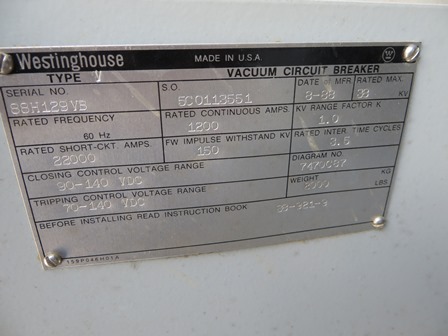 Westinghouse MADE IN U.S.A. W
TYPE V VACUUM CIRCUIT BREAKER
SERIAL NO. S.O. DATE OF MFR RATED MAX.
SSH129VB 5C0113551 8-88 38 KV
RATED FREQUENCY RATED CONTINUOUS AMPS. KV RANGE FACTOR K
60 Hz 1200 1.0
RATED SHORT-CKT. AMPS. FW IMPULSE WITHSTAND KV RATED INTER. TIME CYCLES
22000 150
CLOSING CONTROL VOLTAGE RANGE DIAGRAM NO.
90-140 VDC
TRIPPING CONTROL VOLTAGE RANGE WEIGHT KG
70-140 VDC LBS.
BEFORE INSTALLING READ INSTRUCTION BOOK